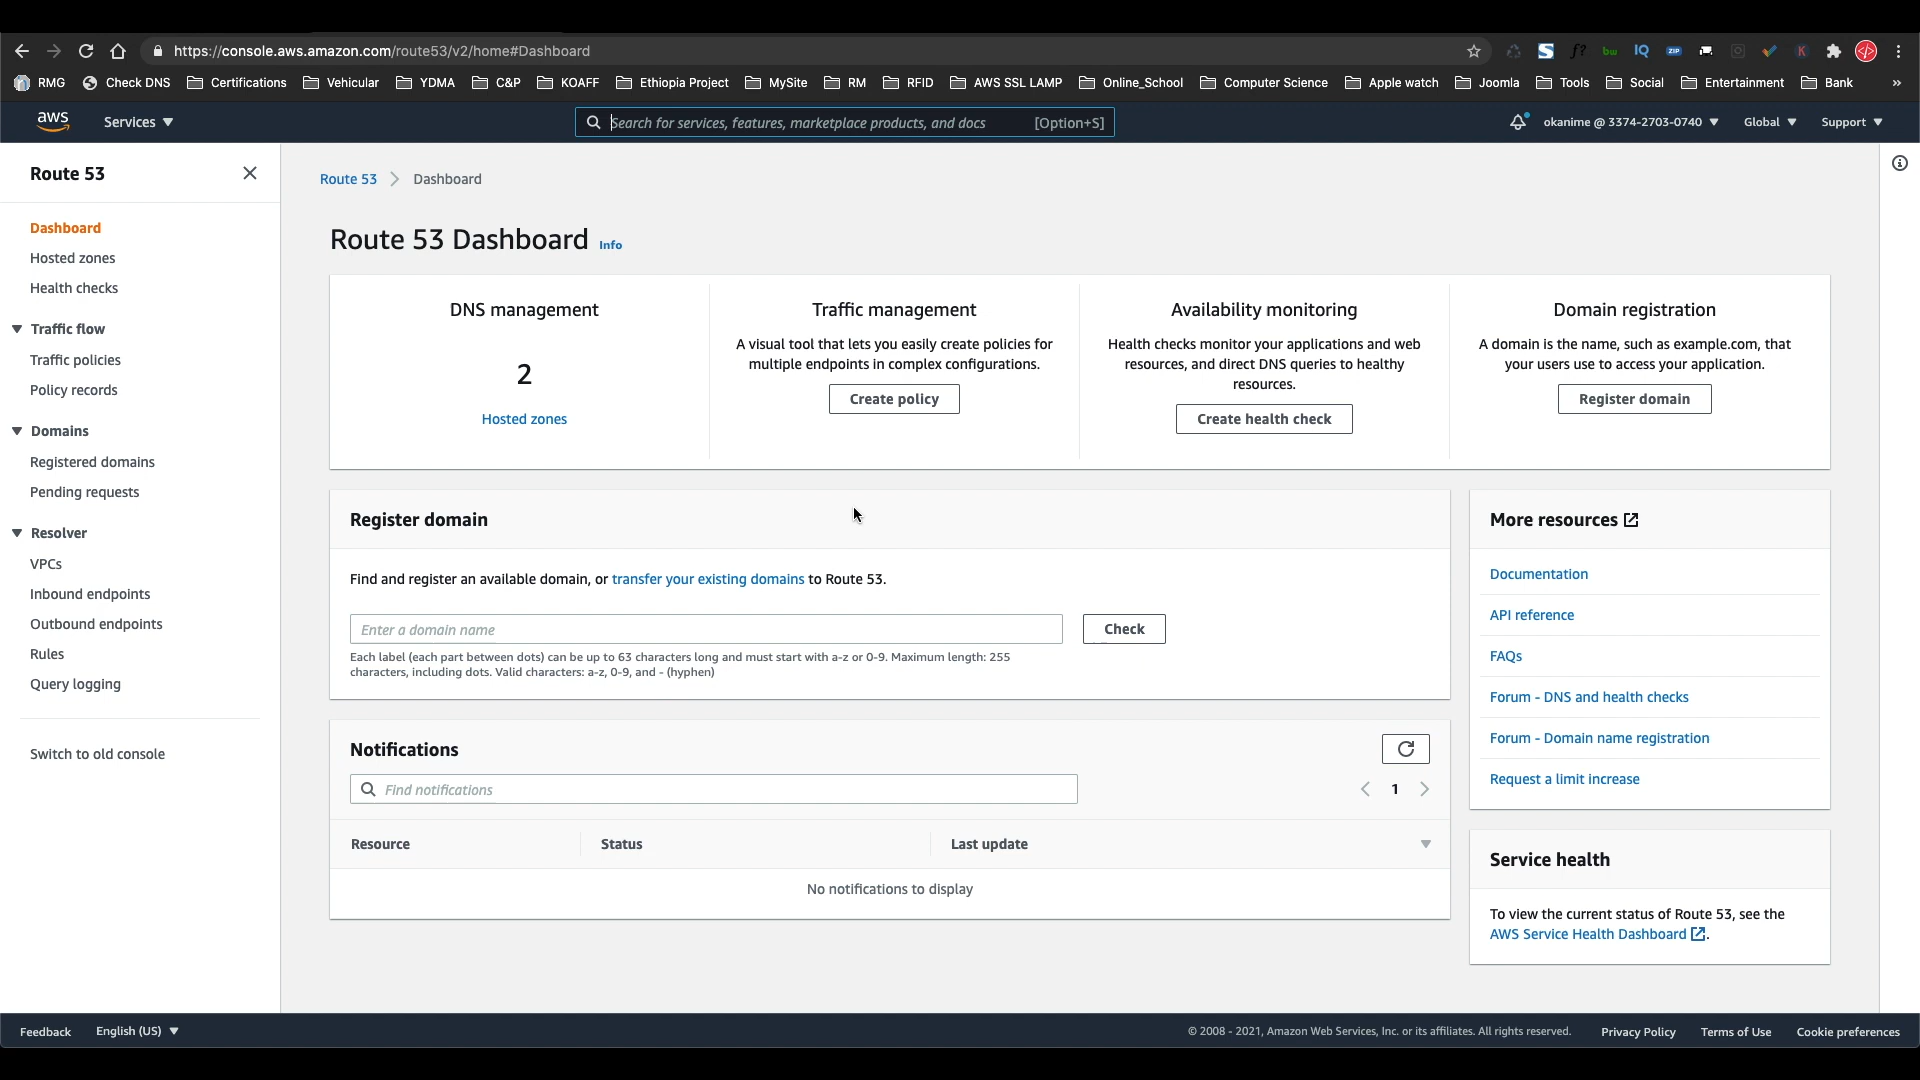 https://console.aws.amazon.com/route53/v2/home#Dashboard
RMG Check DNS Certifications Vehicular YDMA C&P KOAFF Ethiopia Project MySite RM RFID AWS SSL LAMP Online_School Computer Science Apple watch Joomla Tools Social Entertainment Bank »
aws Services Search for services, features, marketplace products, and docs [Option+S] okanime @ 3374-2703-0740 Global Support
Route 53
Dashboard
Hosted zones
Health checks
Traffic flow
Traffic policies
Policy records
Domains
Registered domains
Pending requests
Resolver
VPCs
Inbound endpoints
Outbound endpoints
Rules
Query logging
Switch to old console
Route 53 Dashboard
Route 53 Dashboard Info
DNS management
2
Hosted zones
Traffic management
A visual tool that lets you easily create policies for
multiple endpoints in complex configurations.
Create policy
Availability monitoring
Health checks monitor your applications and web
resources, and direct DNS queries to healthy
resources.
Create health check
Domain registration
A domain is the name, such as example.com, that
your users use to access your application.
Register domain
Register domain
Find and register an available domain, or transfer your existing domains to Route 53.
Enter a domain name
Check
Each label (each part between dots) can be up to 63 characters long and must start with a-z or 0-9. Maximum length: 255
characters, including dots. Valid characters: a-z, 0-9, and - (hyphen)
Notifications
Find notifications
1
Resource Status Last update
No notifications to display
More resources
Documentation
API reference
FAQs
Forum - DNS and health checks
Forum - Domain name registration
Request a limit increase
Service health
To view the current status of Route 53, see the
AWS Service Health Dashboard .
Feedback English (US) © 2008 - 2021, Amazon Web Services, Inc. or its affiliates. All rights reserved. Privacy Policy Terms of Use Cookie preferences